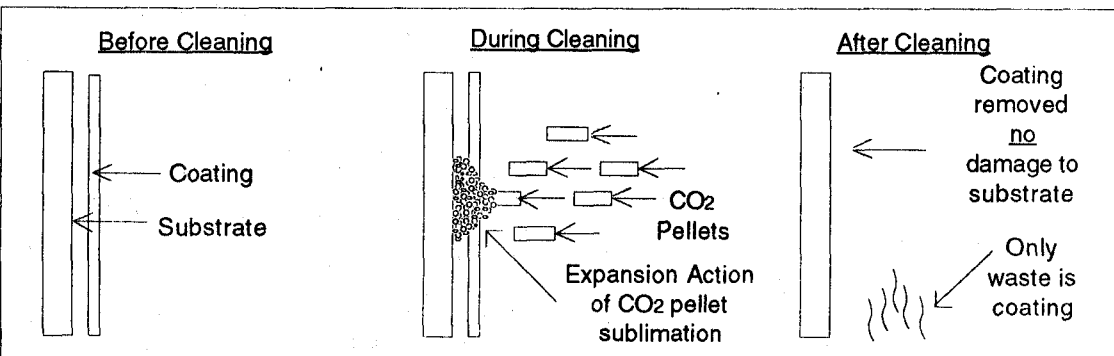 Before Cleaning
Coating
Substrate
During Cleaning
CO2
Pellets
Expansion Action
of CO2 pellet
sublimation
After Cleaning
Coating
removed
no
damage to
substrate
Only
waste is
coating